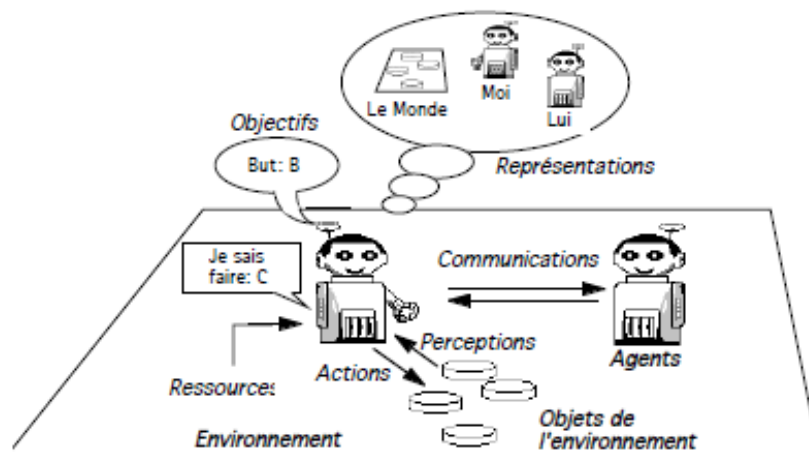 Le Monde
Moi
Lui
Objectifs
But: B
Représentations
Je sais
faire: C
Communications
Perceptions
Agents
Ressources
Actions
Environnement
Objets de
l'environnement